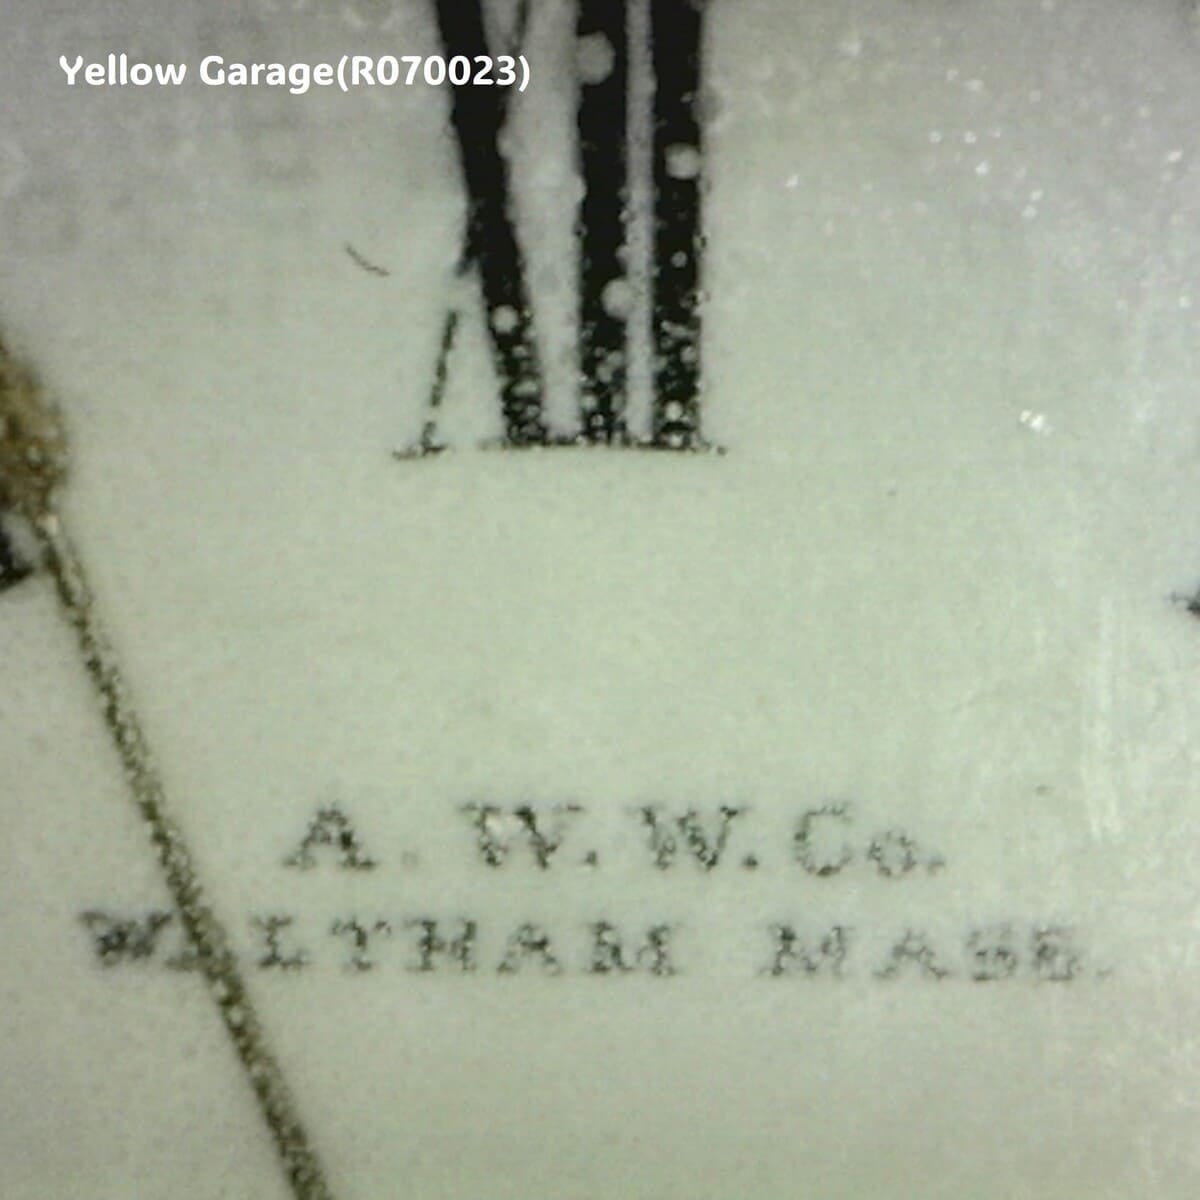 Yellow Garage(R070023)
XII
A. W. W. Co.
WALTHAM MASS.